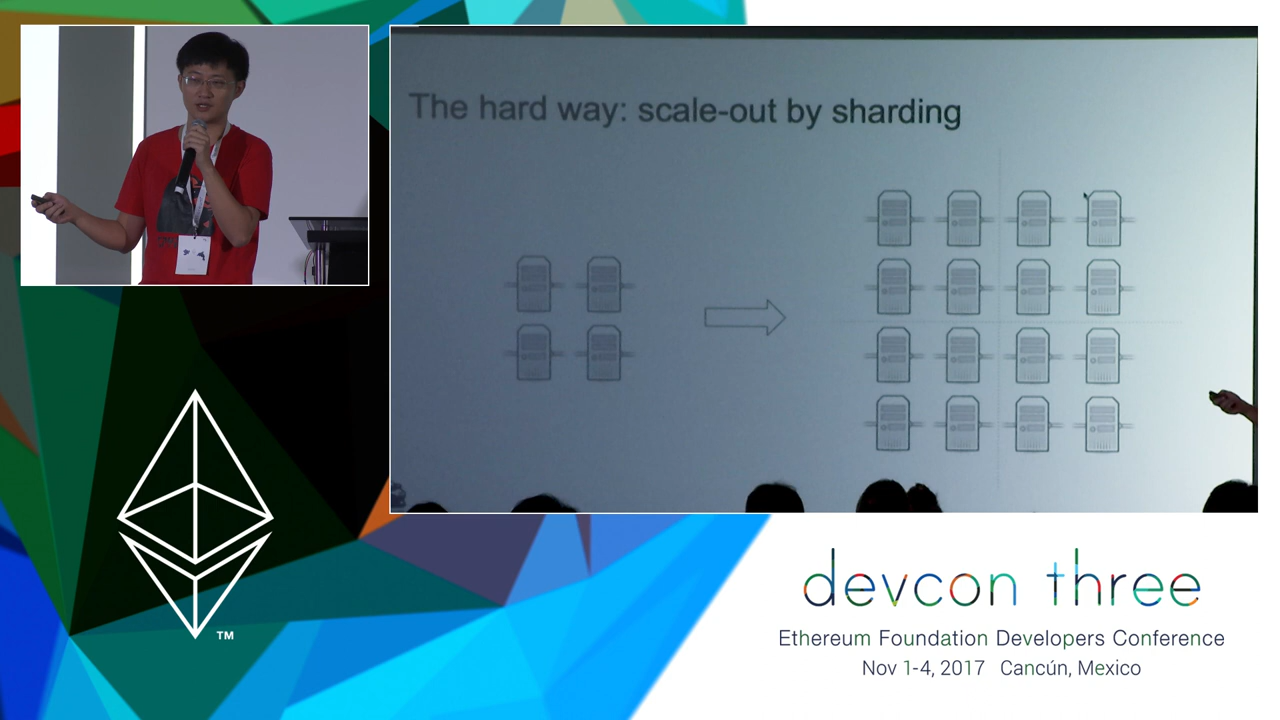 The hard way: scale-out by sharding
TM
devcon three
Ethereum Foundation Developers Conference
Nov 1-4, 2017 Cancún, Mexico